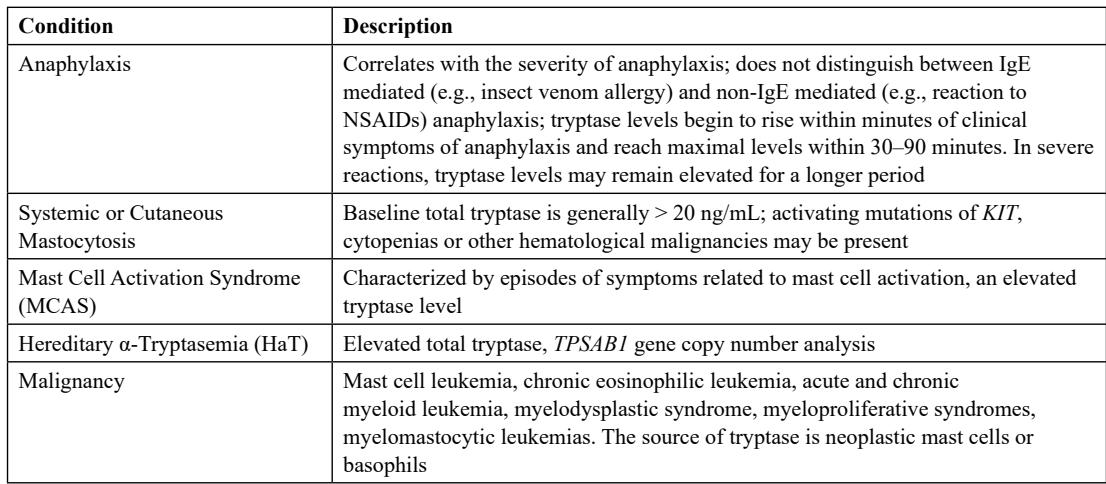 Condition Description
Anaphylaxis Correlates with the severity of anaphylaxis; does not distinguish between IgE
mediated (e.g., insect venom allergy) and non-IgE mediated (e.g., reaction to
NSAIDs) anaphylaxis; tryptase levels begin to rise within minutes of clinical
symptoms of anaphylaxis and reach maximal levels within 30–90 minutes. In severe
reactions, tryptase levels may remain elevated for a longer period
Systemic or Cutaneous Baseline total tryptase is generally > 20 ng/mL; activating mutations of KIT,
Mastocytosis cytopenias or other hematological malignancies may be present
Mast Cell Activation Syndrome Characterized by episodes of symptoms related to mast cell activation, an elevated
(MCAS) tryptase level
Hereditary α-Tryptasemia (HaT) Elevated total tryptase, TPSAB1 gene copy number analysis
Malignancy Mast cell leukemia, chronic eosinophilic leukemia, acute and chronic
myeloid leukemia, myelodysplastic syndrome, myeloproliferative syndromes,
myelomastocytic leukemias. The source of tryptase is neoplastic mast cells or
basophils